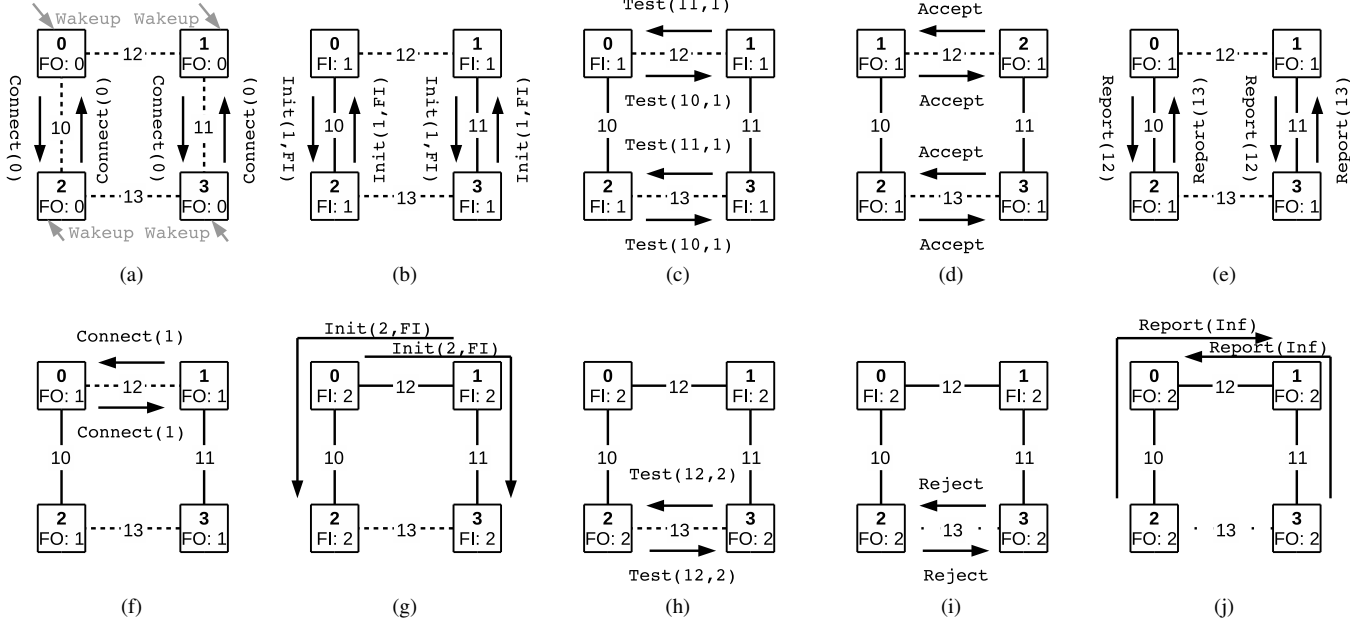 Wakeup Wakeup
0
FO: 0
12
1
FO: 0
Connect(0)
10
Connect(0)
Connect(0)
11
Connect(0)
2
FO: 0
13
3
FO: 0
Wakeup Wakeup
(a)
0
FI: 1
12
1
FI: 1
Init(1,FI)
10
Init(1,FI)
Init(1,FI)
11
Init(1,FI)
2
FI: 1
13
3
FI: 1
(b)
Test(11,1)
0
FI: 1
12
1
FI: 1
Test(10,1)
10
11
Test(11,1)
2
FI: 1
13
3
FI: 1
Test(10,1)
(c)
Accept
1
FO: 1
12
2
FO: 1
Accept
10
11
Accept
2
FO: 1
13
3
FO: 1
Accept
(d)
0
FO: 1
12
1
FO: 1
Report(12)
10
Report(13)
Report(12)
11
Report(13)
2
FO: 1
13
3
FO: 1
(e)
Connect(1)
0
FO: 1
12
1
FO: 1
Connect(1)
10
11
2
FO: 1
13
3
FO: 1
(f)
Init(2,FI)
Init(2,FI)
0
FI: 2
12
1
FI: 2
10
11
2
FI: 2
13
3
FI: 2
(g)
0
FI: 2
12
1
FI: 2
10
11
Test(12,2)
2
FO: 2
13
3
FO: 2
Test(12,2)
(h)
0
FI: 2
12
1
FI: 2
10
11
Reject
2
FO: 2
13
3
FO: 2
Reject
(i)
Report(Inf)
Report(Inf)
0
FO: 2
12
1
FO: 2
10
11
2
FO: 2
13
3
FO: 2
(j)